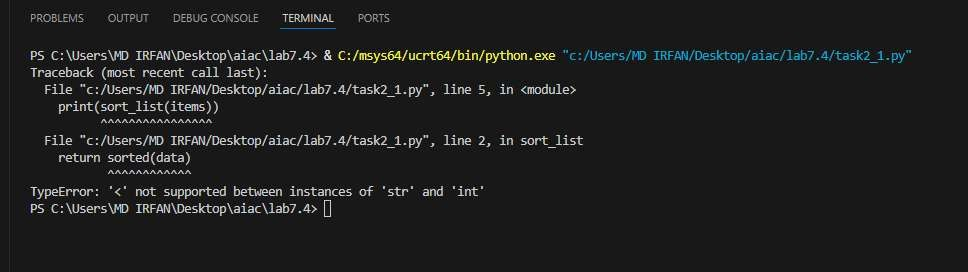 PROBLEMS OUTPUT DEBUG CONSOLE TERMINAL PORTS
PS C:\Users\MD IRFAN\Desktop\aiac\lab7.4> & C:/msys64/ucrt64/bin/python.exe "c:/Users/MD IRFAN/Desktop/aiac/lab7.4/task2_1.py"
Traceback (most recent call last):
  File "c:/Users/MD IRFAN/Desktop/aiac/lab7.4/task2_1.py", line 5, in <module>
    print(sort_list(items))
          ^^^^^^^^^^^^^^^^
  File "c:/Users/MD IRFAN/Desktop/aiac/lab7.4/task2_1.py", line 2, in sort_list
    return sorted(data)
           ^^^^^^^^^^^^
TypeError: '<' not supported between instances of 'str' and 'int'
PS C:\Users\MD IRFAN\Desktop\aiac\lab7.4>